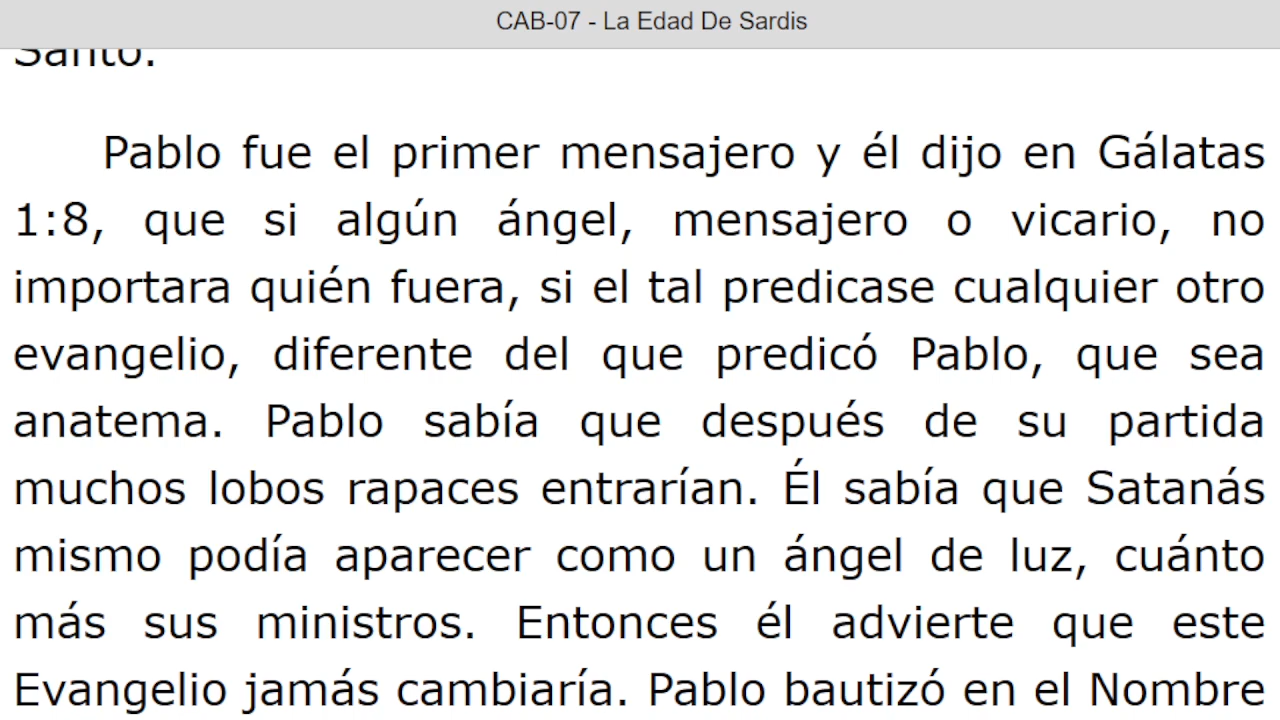 CAB-07 - La Edad De Sardis
Santo.
Pablo fue el primer mensajero y él dijo en Gálatas
1:8, que si algún ángel, mensajero o vicario, no
importara quién fuera, si el tal predicase cualquier otro
evangelio, diferente del que predicó Pablo, que sea
anatema. Pablo sabía que después de su partida
muchos lobos rapaces entrarían. Él sabía que Satanás
mismo podía aparecer como un ángel de luz, cuánto
más sus ministros. Entonces él advierte que este
Evangelio jamás cambiaría. Pablo bautizó en el Nombre